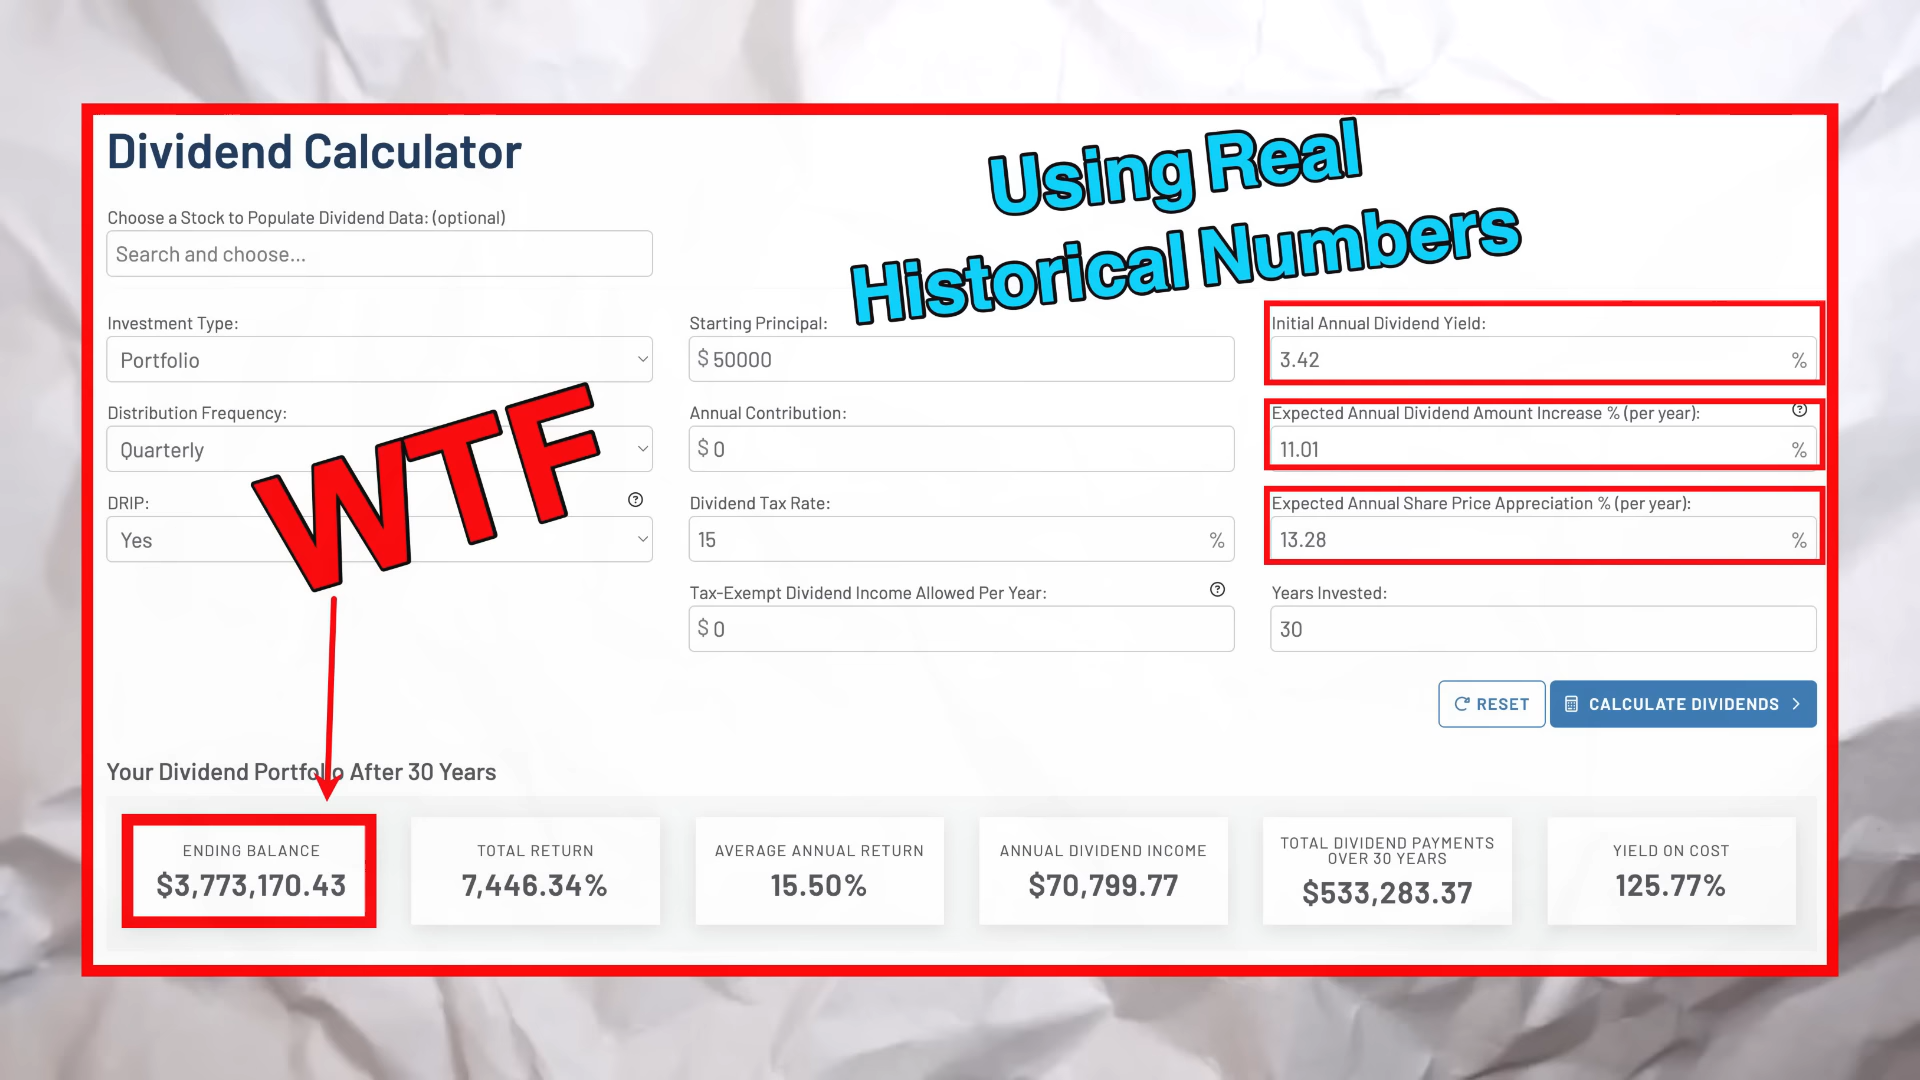 Dividend Calculator
Using Real
Historical Numbers
Choose a Stock to Populate Dividend Data: (optional)
Search and choose...
Investment Type:
Portfolio
Starting Principal:
$ 50000
Initial Annual Dividend Yield:
3.42 %
Distribution Frequency:
Quarterly
Annual Contribution:
$ 0
Expected Annual Dividend Amount Increase % (per year): ?
11.01 %
WTF
DRIP: ?
Yes
Dividend Tax Rate:
15 %
Expected Annual Share Price Appreciation % (per year):
13.28 %
Tax-Exempt Dividend Income Allowed Per Year: ?
$ 0
Years Invested:
30
RESET
CALCULATE DIVIDENDS
Your Dividend Portfolio After 30 Years
ENDING BALANCE
$3,773,170.43
TOTAL RETURN
7,446.34%
AVERAGE ANNUAL RETURN
15.50%
ANNUAL DIVIDEND INCOME
$70,799.77
TOTAL DIVIDEND PAYMENTS
OVER 30 YEARS
$533,283.37
YIELD ON COST
125.77%